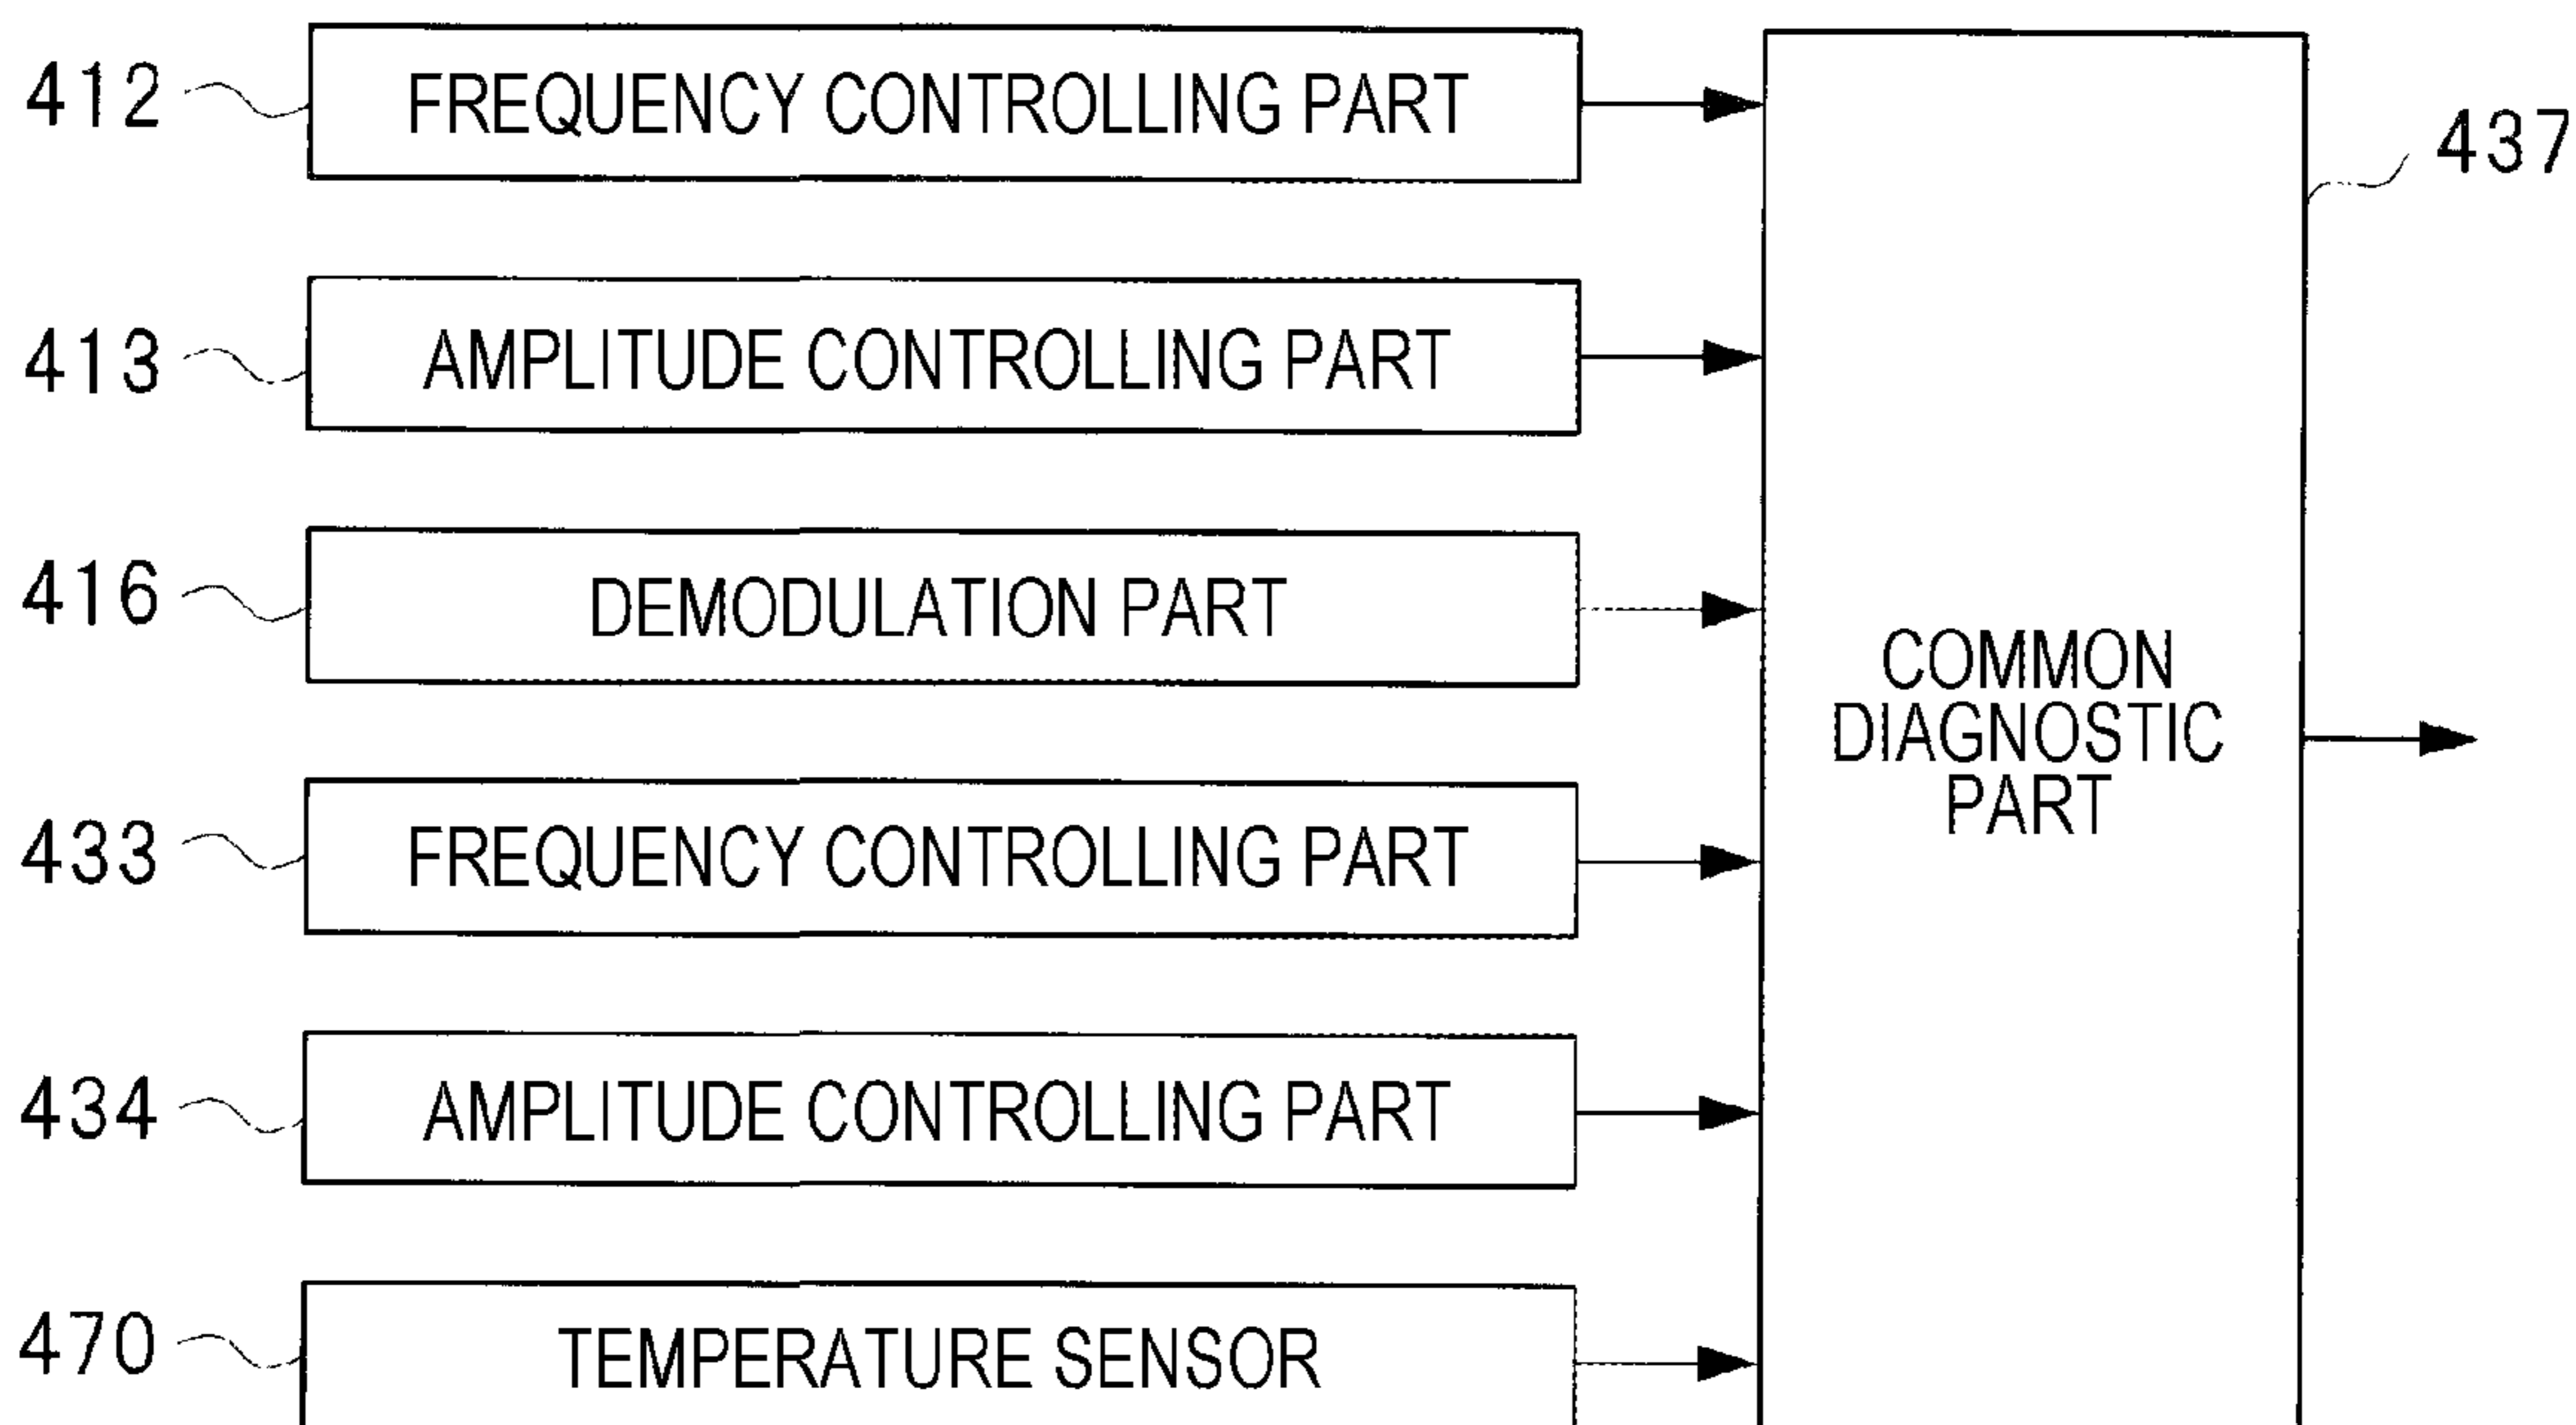 412 FREQUENCY CONTROLLING PART
437
413 AMPLITUDE CONTROLLING PART
416 DEMODULATION PART
COMMON
DIAGNOSTIC
PART
433 FREQUENCY CONTROLLING PART
434 AMPLITUDE CONTROLLING PART
470 TEMPERATURE SENSOR